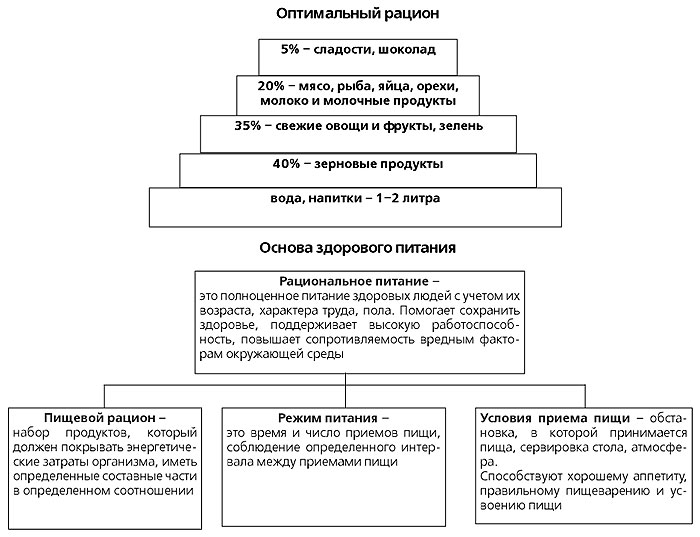 Оптимальный рацион
5% – сладости, шоколад
20% – мясо, рыба, яйца, орехи,
молоко и молочные продукты
35% – свежие овощи и фрукты, зелень
40% – зерновые продукты
вода, напитки – 1–2 литра
Основа здорового питания
Рациональное питание –
это полноценное питание здоровых людей с учетом их
возраста, характера труда, пола. Помогает сохранить
здоровье, поддерживает высокую работоспособ-
ность, повышает сопротивляемость вредным факто-
рам окружающей среды
Пищевой рацион –
набор продуктов, который
должен покрывать энергетиче-
ские затраты организма, иметь
определенные составные части
в определенном соотношении
Режим питания –
это время и число приемов пищи,
соблюдение определенного интер-
вала между приемами пищи
Условия приема пищи – обста-
новка, в которой принимается
пища, сервировка стола, атмосфе-
ра.
Способствуют хорошему аппетиту,
правильному пищеварению и ус-
воению пищи